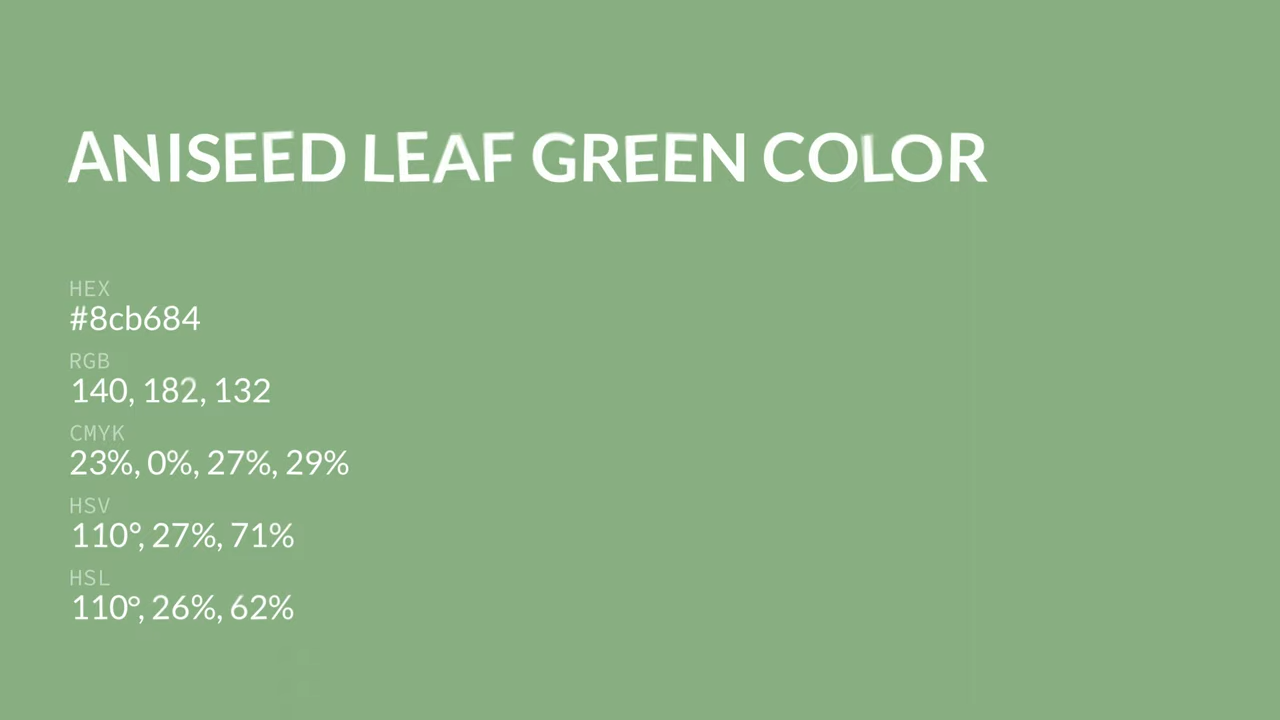 ANISEED LEAF GREEN COLOR
HEX
#8cb684
RGB
140, 182, 132
CMYK
23%, 0%, 27%, 29%
HSV
110°, 27%, 71%
HSL
110°, 26%, 62%